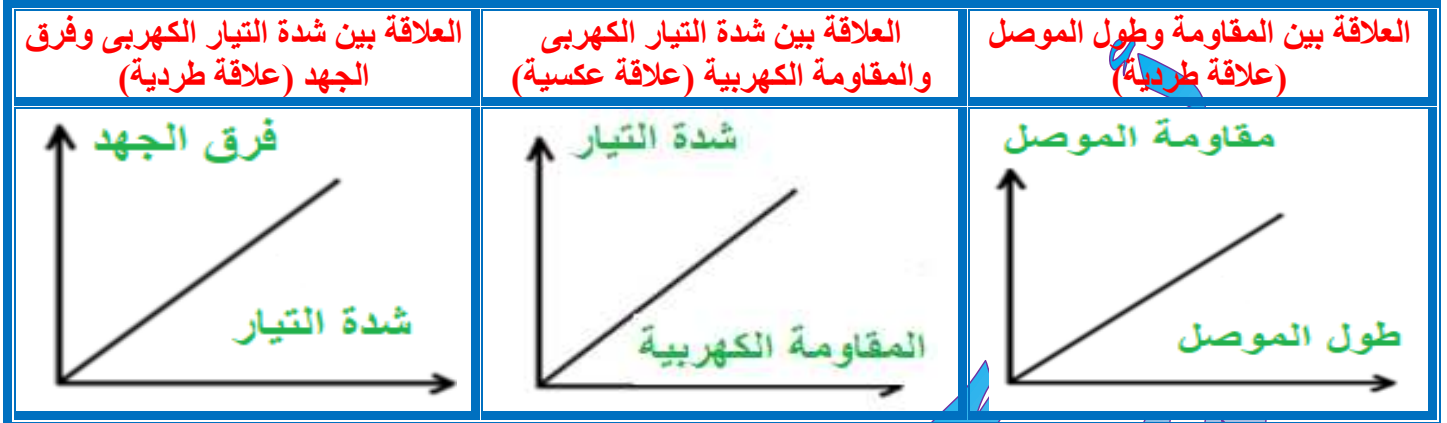 العلاقة بين المقاومة وطول الموصل
(علاقة طردية)
العلاقة بين شدة التيار الكهربى
والمقاومة الكهربية (علاقة عكسية)
العلاقة بين شدة التيار الكهربى وفرق
الجهد (علاقة طردية)
مقاومة الموصل
طول الموصل
شدة التيار
المقاومة الكهربية
فرق الجهد
شدة التيار